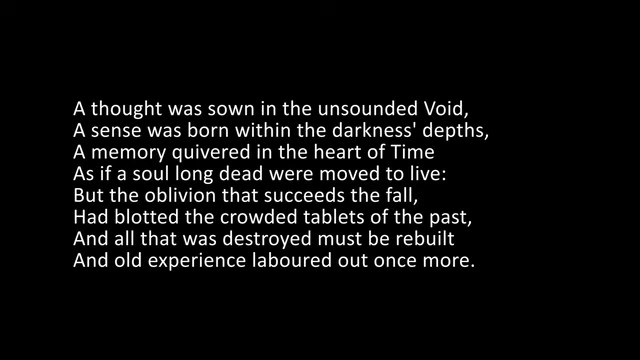 A thought was sown in the unsounded Void,
A sense was born within the darkness' depths,
A memory quivered in the heart of Time
As if a soul long dead were moved to live:
But the oblivion that succeeds the fall,
Had blotted the crowded tablets of the past,
And all that was destroyed must be rebuilt
And old experience laboured out once more.